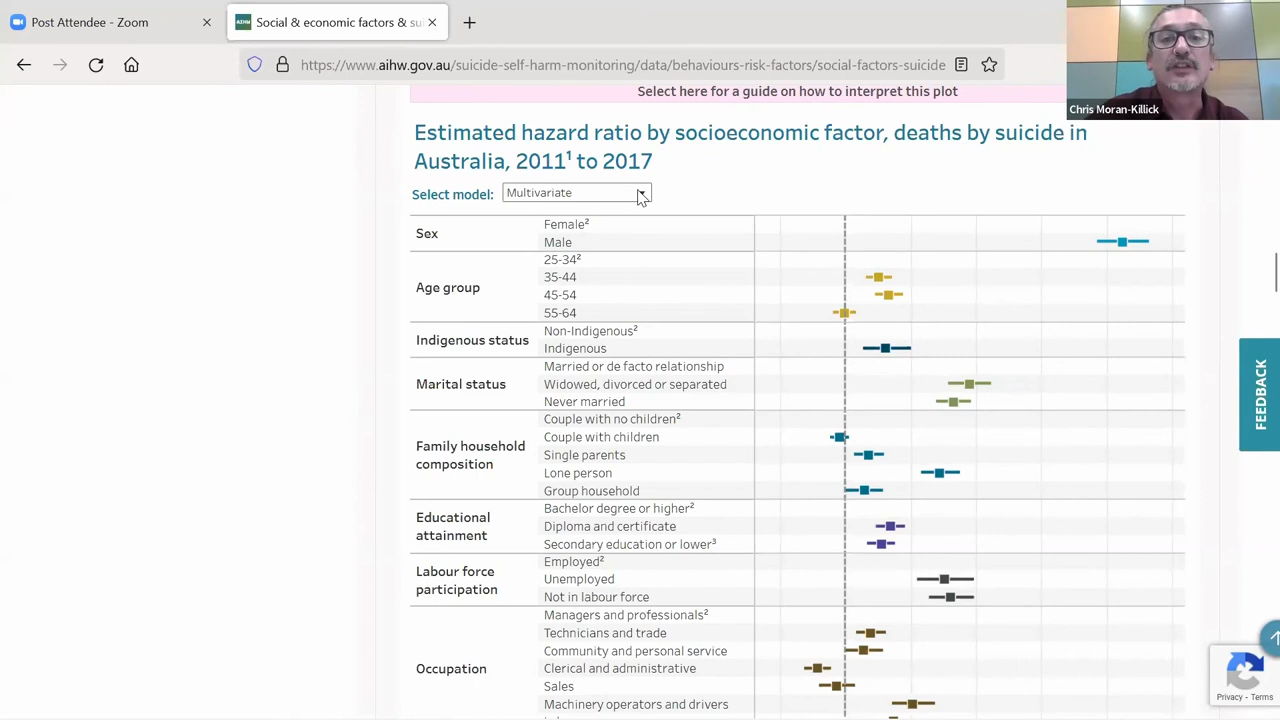 Post Attendee - Zoom
Social & economic factors & su
https://www.aihw.gov.au/suicide-self-harm-monitoring/data/behaviours-risk-factors/social-factors-suicide
Chris Moran-Killick
Select here for a guide on how to interpret this plot
Estimated hazard ratio by socioeconomic factor, deaths by suicide in
Australia, 2011¹ to 2017
Select model: Multivariate
Sex
Female²
Male
Age group
25-34²
35-44
45-54
55-64
Indigenous status
Non-Indigenous²
Indigenous
Marital status
Married or de facto relationship
Widowed, divorced or separated
Never married
Family household
composition
Couple with no children²
Couple with children
Single parents
Lone person
Group household
Educational
attainment
Bachelor degree or higher²
Diploma and certificate
Secondary education or lower³
Labour force
participation
Employed²
Unemployed
Not in labour force
Occupation
Managers and professionals²
Technicians and trade
Community and personal service
Clerical and administrative
Sales
Machinery operators and drivers
FEEDBACK
Privacy - Terms